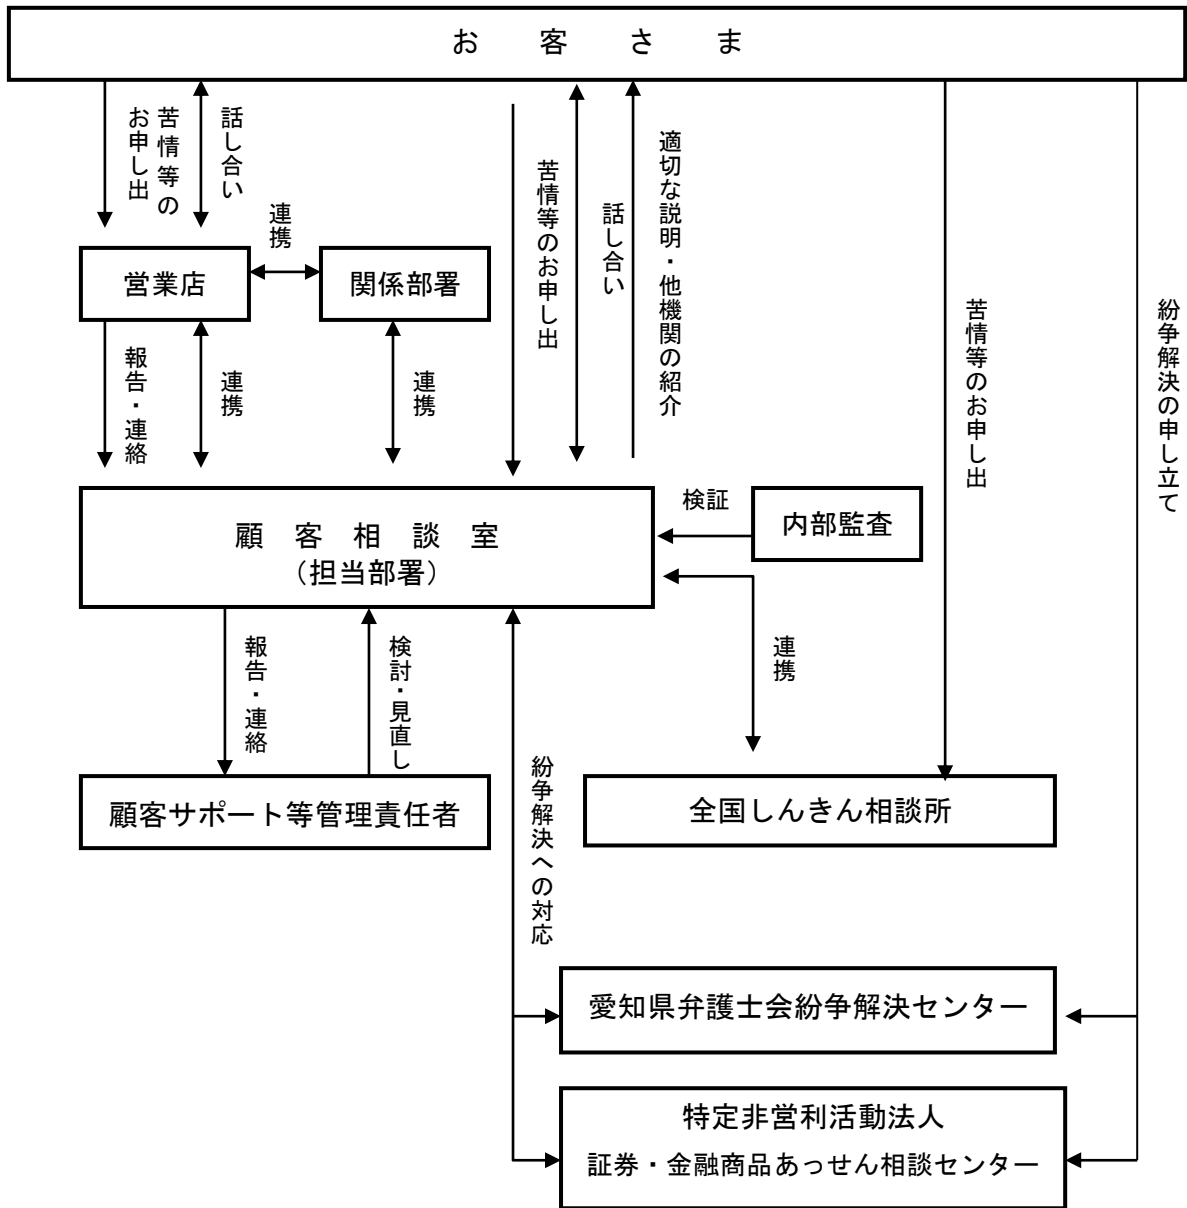 お　客　さ　ま
苦情等の
お申し出
話し合い
苦情等のお申し出
話し合い
適切な説明・他機関の紹介
苦情等のお申し出
紛争解決の申し立て
連携
営業店
関係部署
報告・連絡
連携
連携
顧　客　相　談　室
（担当部署）
検証
内部監査
連携
報告・連絡
検討・見直し
紛争解決への対応
顧客サポート等管理責任者
全国しんきん相談所
愛知県弁護士会紛争解決センター
特定非営利活動法人
証券・金融商品あっせん相談センター